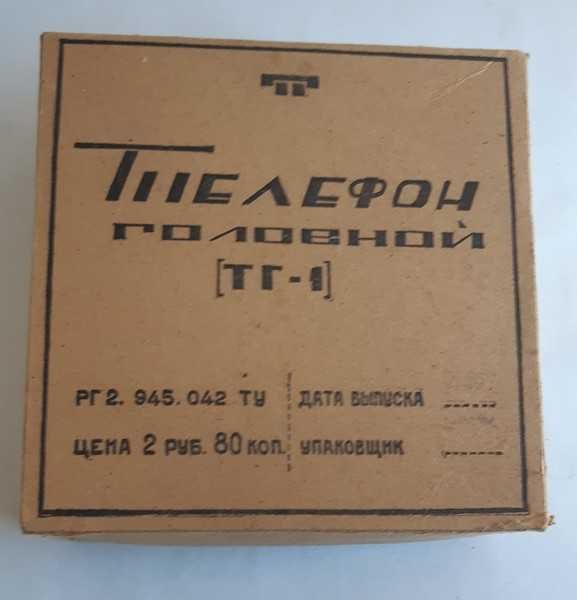 ТЕЛЕФОН
ГОЛОВНОЙ
[ТГ-1]
РГ2. 945. 042 ТУ
ДАТА ВЫПУСКА ......
ЦЕНА 2 РУБ. 80 КОП.
УПАКОВЩИК .......